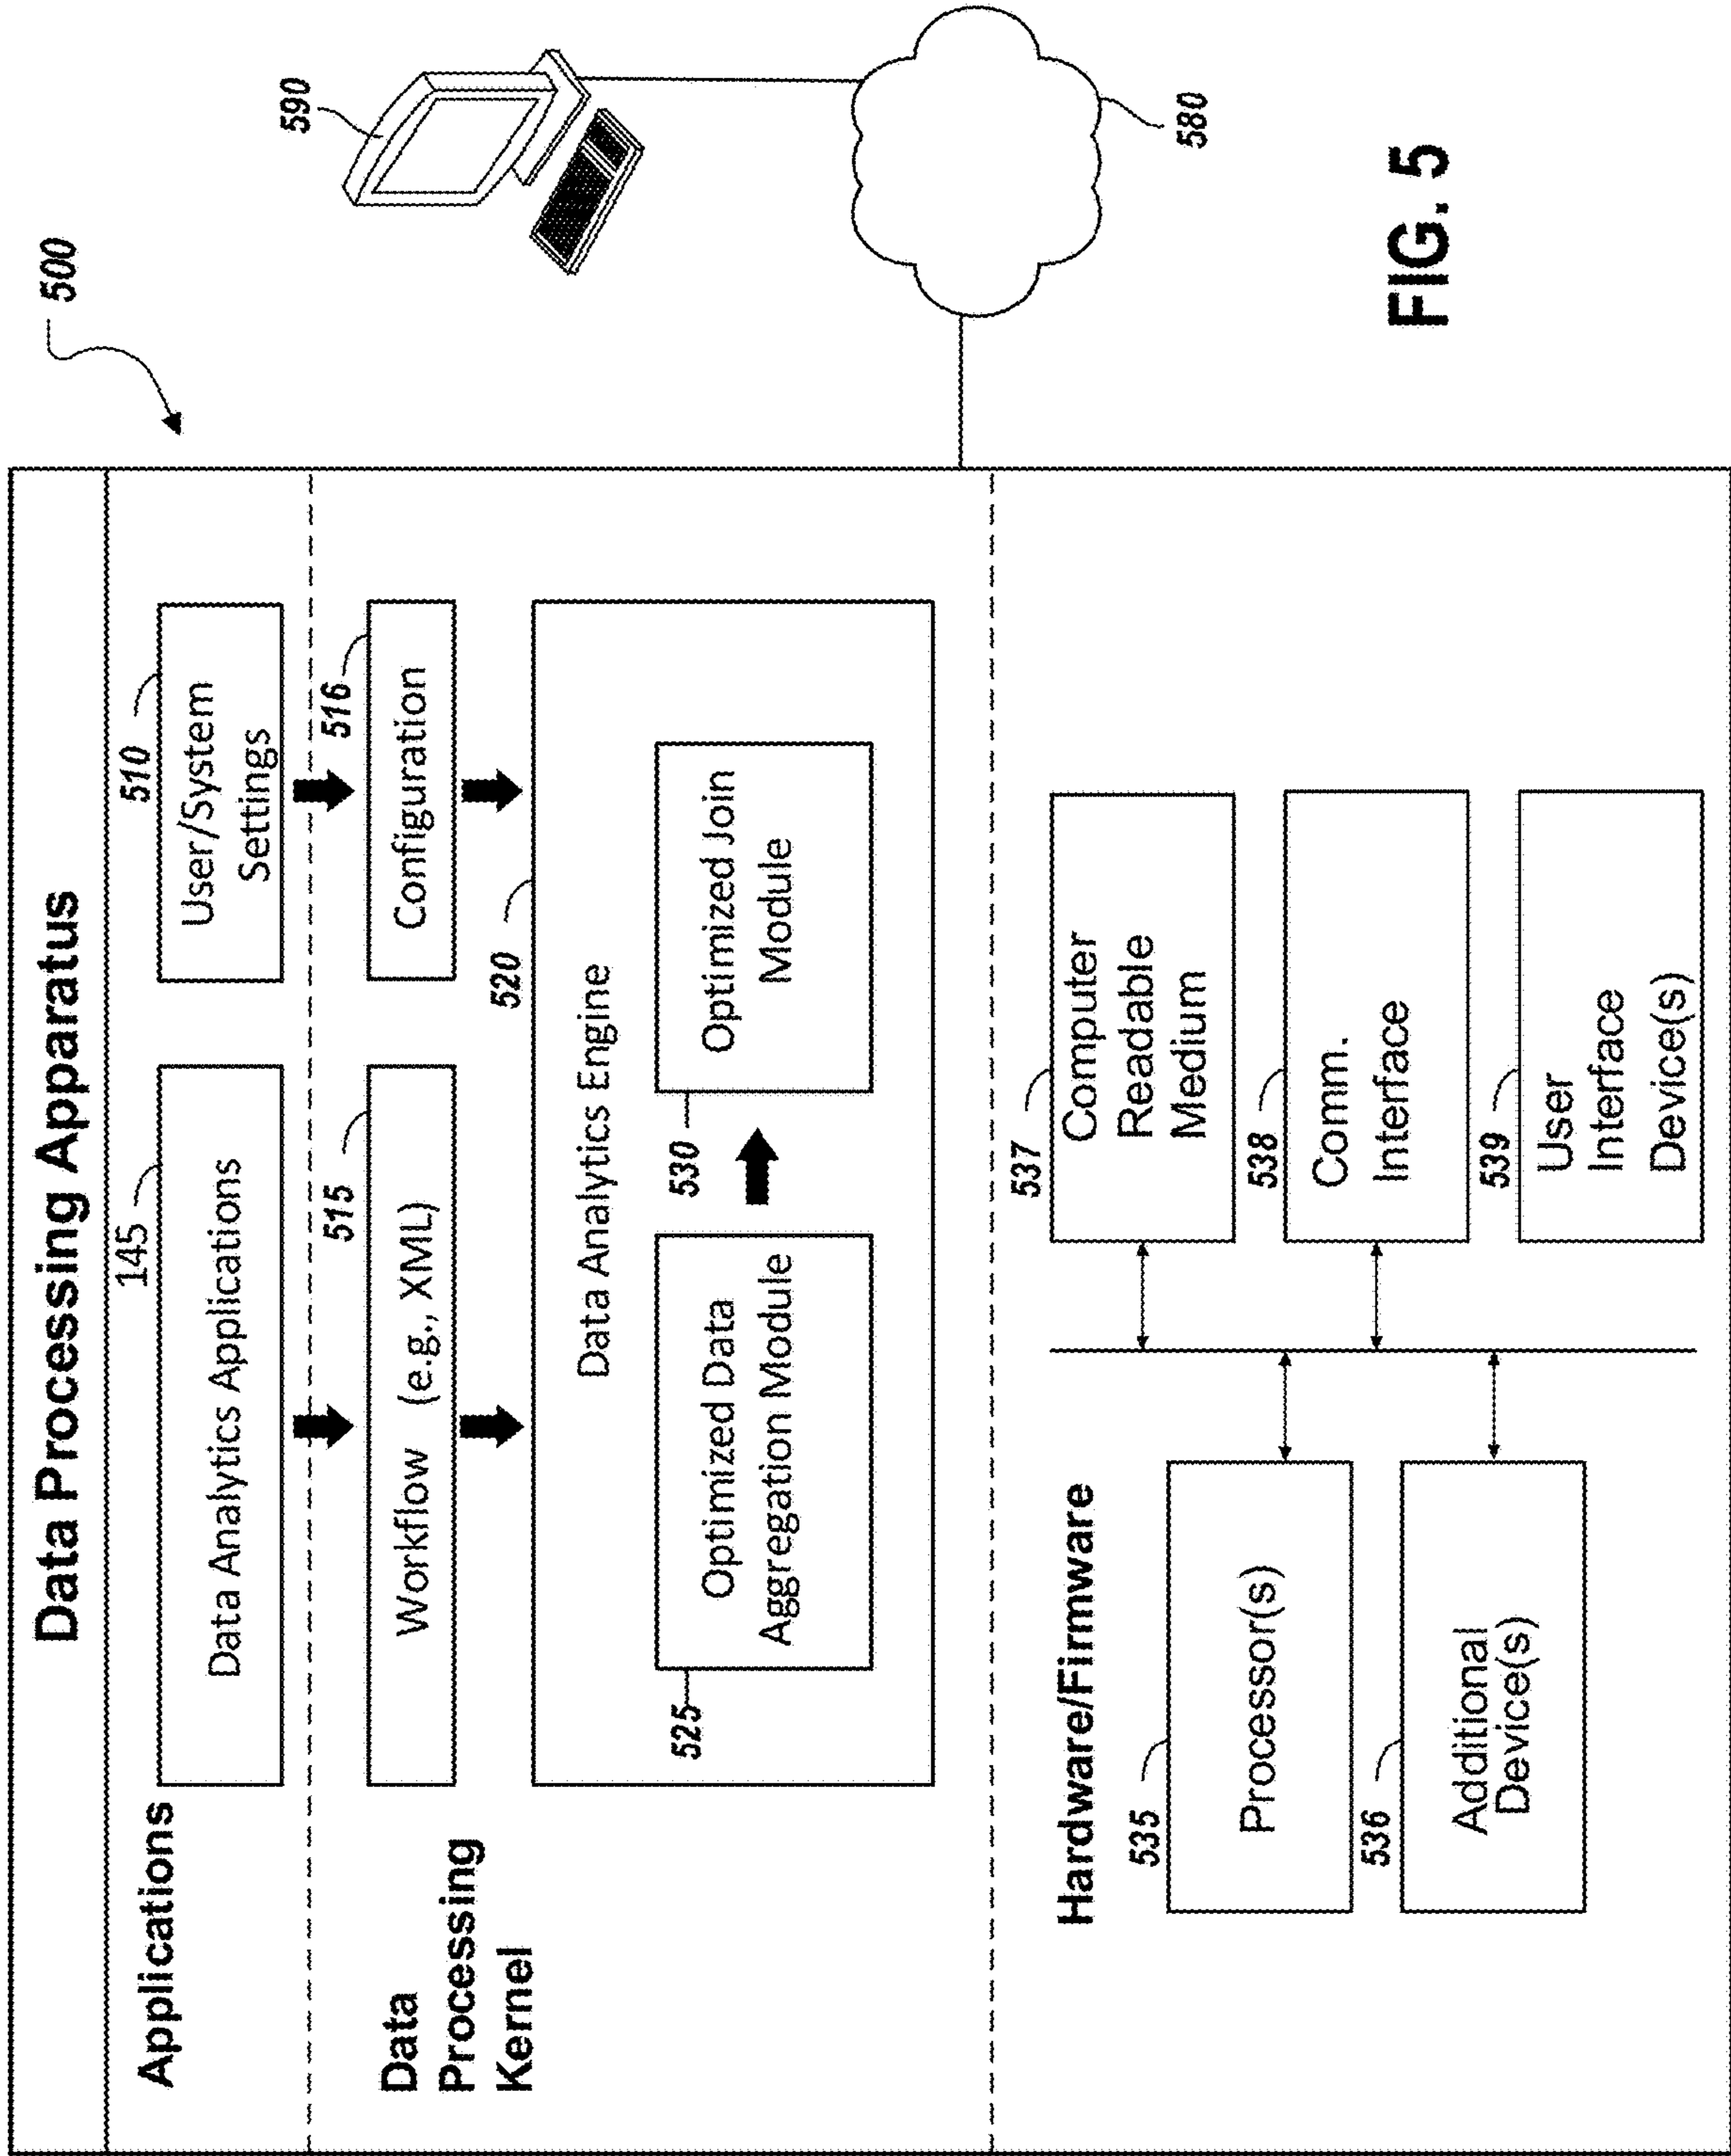 Data Processing Apparatus
500
Applications
145
Data Analytics Applications
510
User/System
Settings
Data
Processing
Kernel
515
Workflow (e.g., XML)
516
Configuration
520
Data Analytics Engine
525
Optimized Data
Aggregation Module
530
Optimized Join
Module
Hardware/Firmware
535
Processor(s)
536
Additional
Device(s)
537
Computer
Readable
Medium
538
Comm.
Interface
539
User
Interface
Device(s)
590
580
FIG. 5